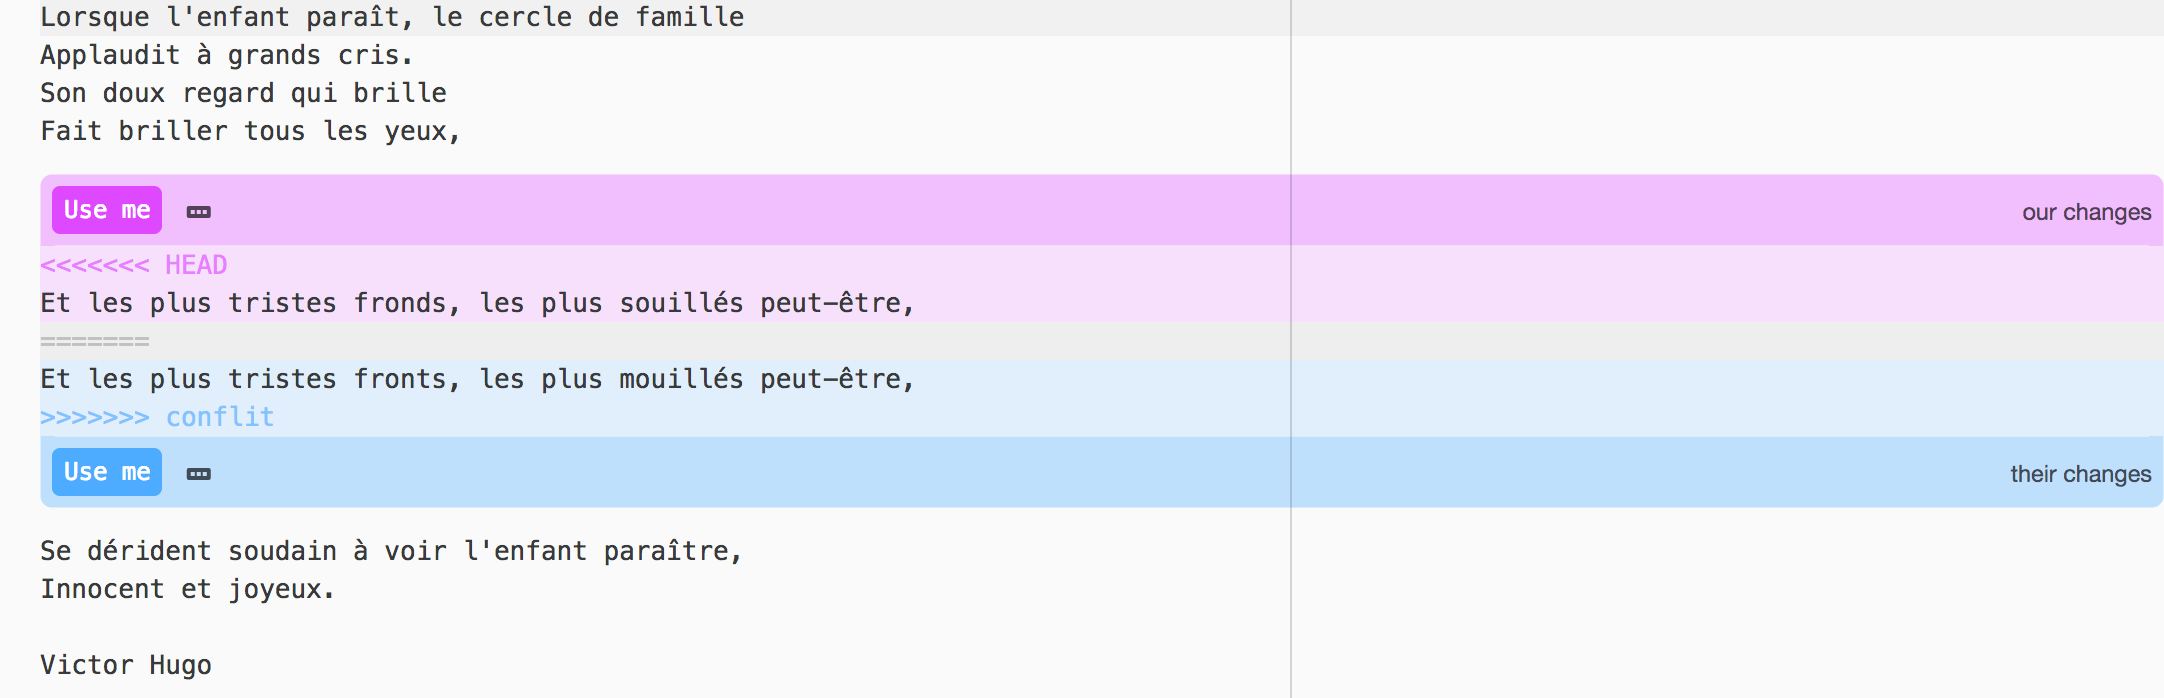 Lorsque l'enfant paraît, le cercle de famille
Applaudit à grands cris.
Son doux regard qui brille
Fait briller tous les yeux,
Use me
our changes
<<<<<<< HEAD
Et les plus tristes fronds, les plus souillés peut-être,
=======
Et les plus tristes fronts, les plus mouillés peut-être,
>>>>>>> conflit
Use me
their changes
Se dérident soudain à voir l'enfant paraître,
Innocent et joyeux.
Victor Hugo